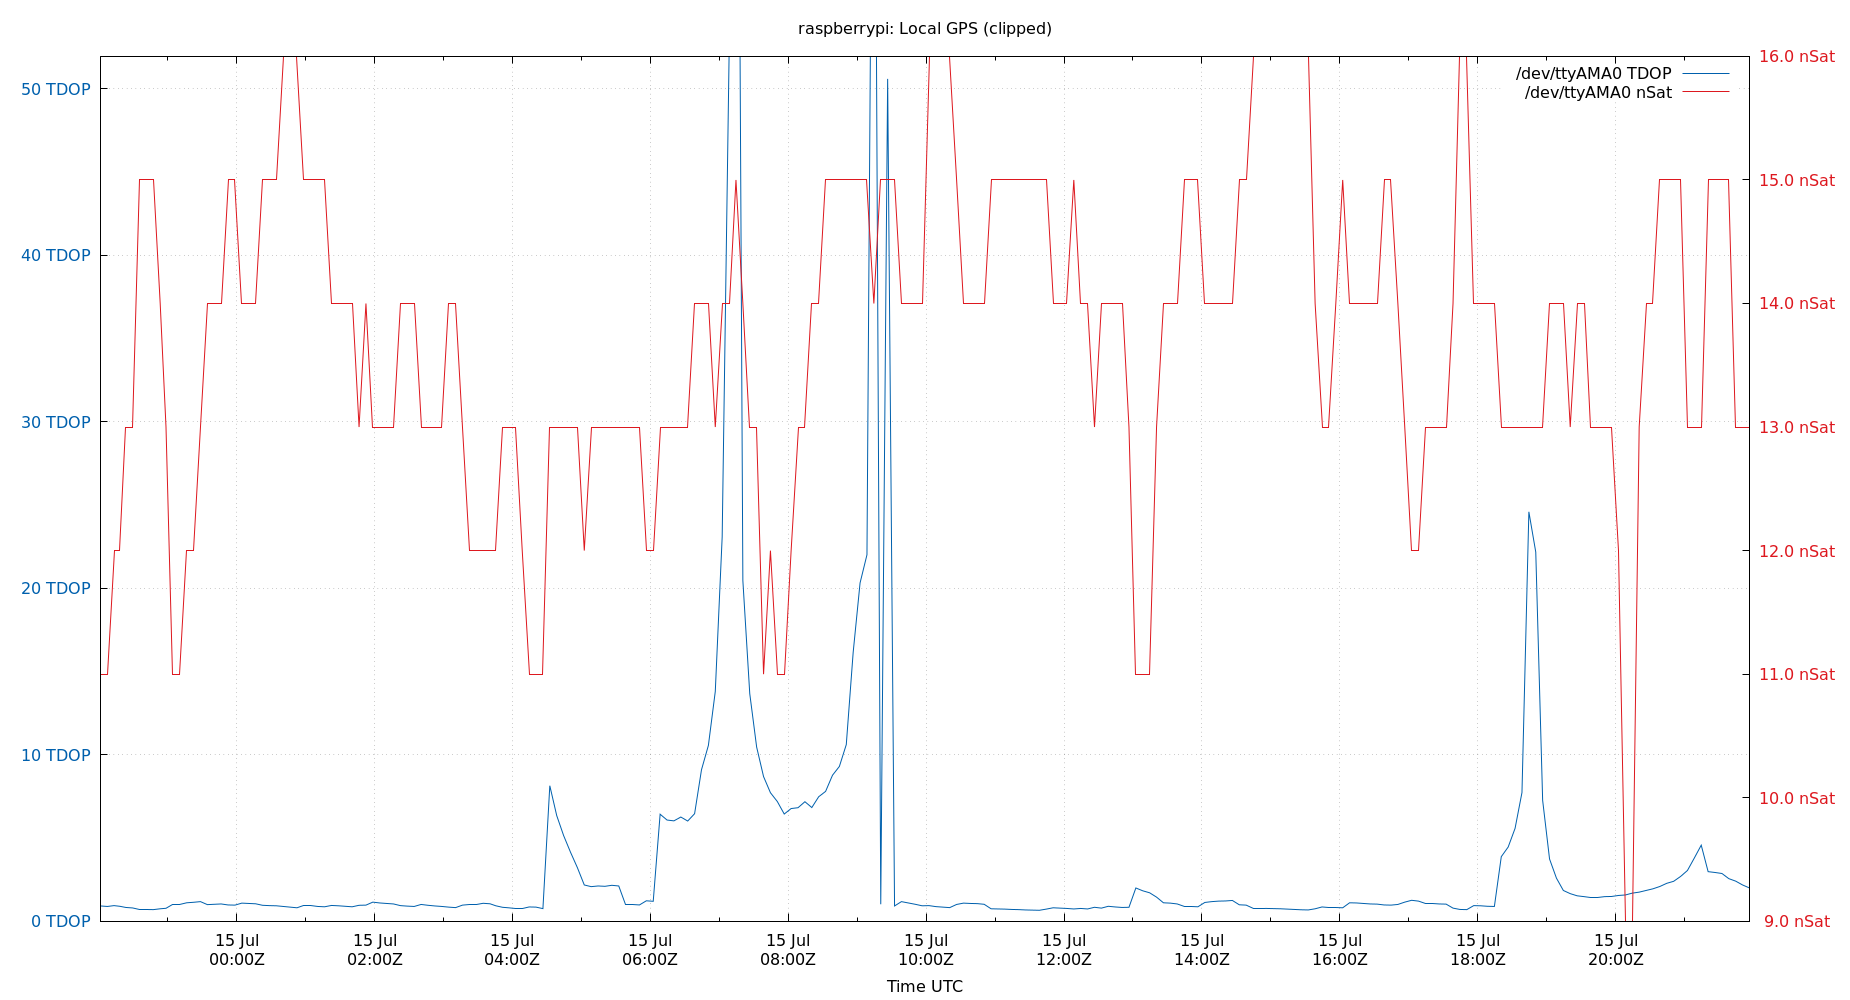 raspberrypi: Local GPS (clipped)
/dev/ttyAMA0 TDOP
/dev/ttyAMA0 nSat
50 TDOP
40 TDOP
30 TDOP
20 TDOP
10 TDOP
0 TDOP
16.0 nSat
15.0 nSat
14.0 nSat
13.0 nSat
12.0 nSat
11.0 nSat
10.0 nSat
9.0 nSat
15 Jul 15 Jul 15 Jul 15 Jul 15 Jul 15 Jul 15 Jul 15 Jul 15 Jul 15 Jul 15 Jul
00:00Z 02:00Z 04:00Z 06:00Z 08:00Z 10:00Z 12:00Z 14:00Z 16:00Z 18:00Z 20:00Z
Time UTC